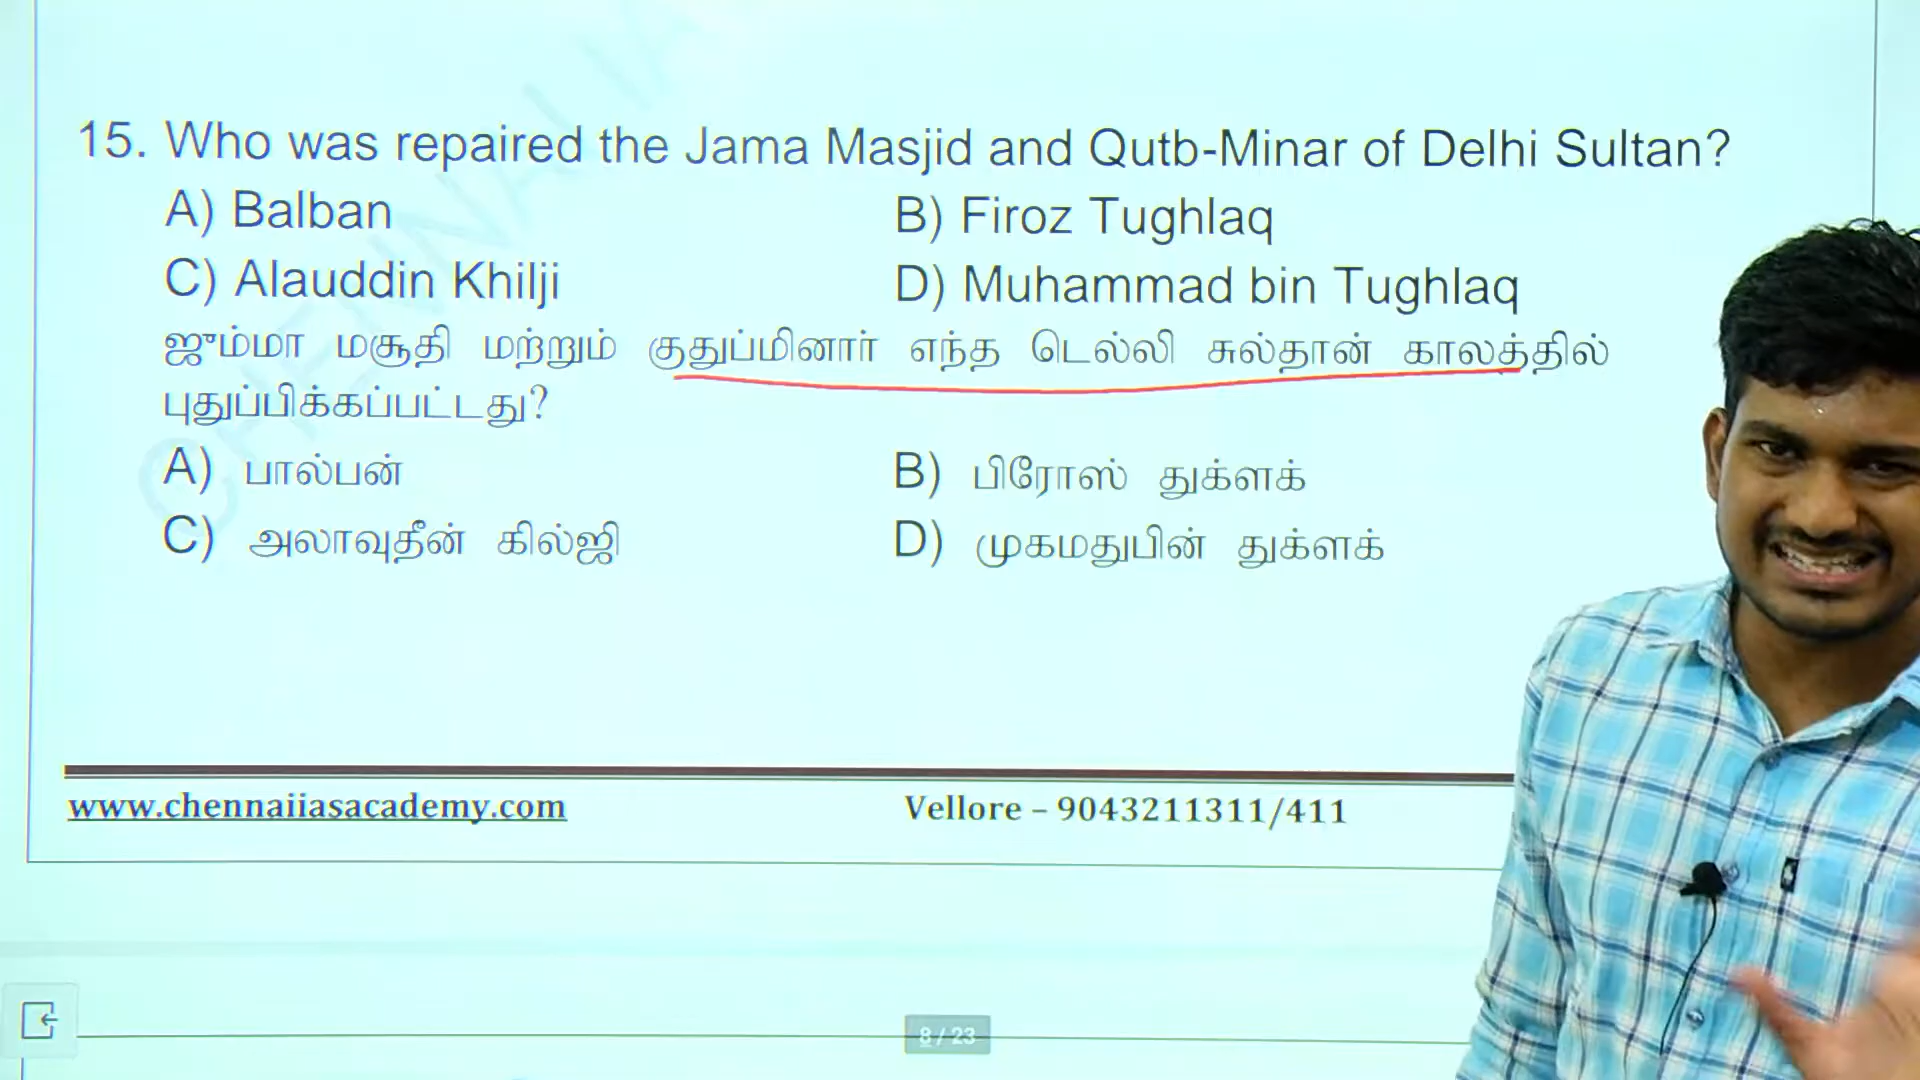 CHENNAI IA
15. Who was repaired the Jama Masjid and Qutb-Minar of Delhi Sultan?
A) Balban B) Firoz Tughlaq
C) Alauddin Khilji D) Muhammad bin Tughlaq
ஜும்மா மசூதி மற்றும் குதுப்மினார் எந்த டெல்லி சுல்தான் காலத்தில்
புதுப்பிக்கப்பட்டது?
A) பால்பன் B) பிரோஸ் துக்ளக்
C) அலாவுதீன் கில்ஜி D) முகமதுபின் துக்ளக்
www.chennaiiasacademy.com Vellore – 9043211311/411
8 / 23